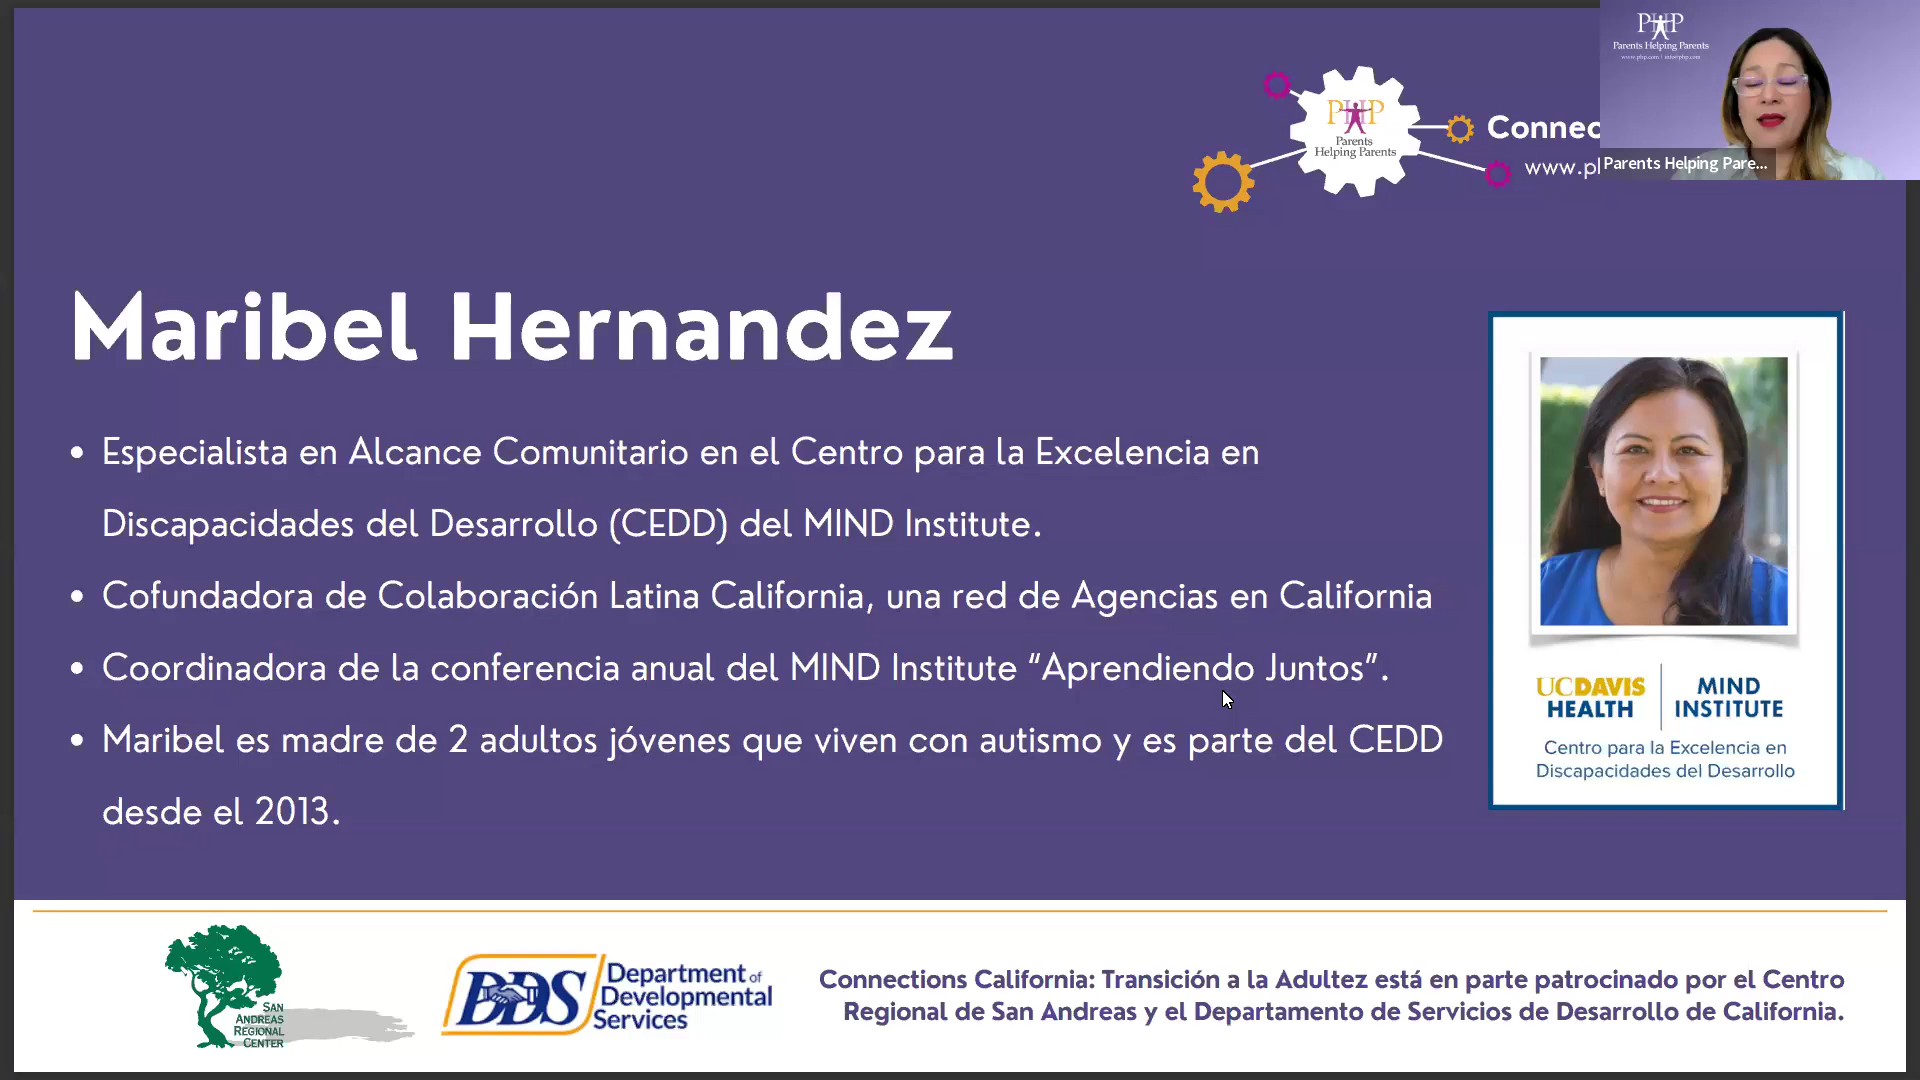 PHP
Parents Helping Parents
www.php.com | info@php.com
PHP
Parents
Helping Parents
Connec
www.pl
Parents Helping Pare...
Maribel Hernandez
• Especialista en Alcance Comunitario en el Centro para la Excelencia en
Discapacidades del Desarrollo (CEDD) del MIND Institute.
• Cofundadora de Colaboración Latina California, una red de Agencias en California
• Coordinadora de la conferencia anual del MIND Institute “Aprendiendo Juntos”.
• Maribel es madre de 2 adultos jóvenes que viven con autismo y es parte del CEDD
desde el 2013.
UCDAVIS
HEALTH
MIND
INSTITUTE
Centro para la Excelencia en
Discapacidades del Desarrollo
SAN
ANDREAS
REGIONAL
CENTER
DDS
Department of
Developmental
Services
Connections California: Transición a la Adultez está en parte patrocinado por el Centro
Regional de San Andreas y el Departamento de Servicios de Desarrollo de California.